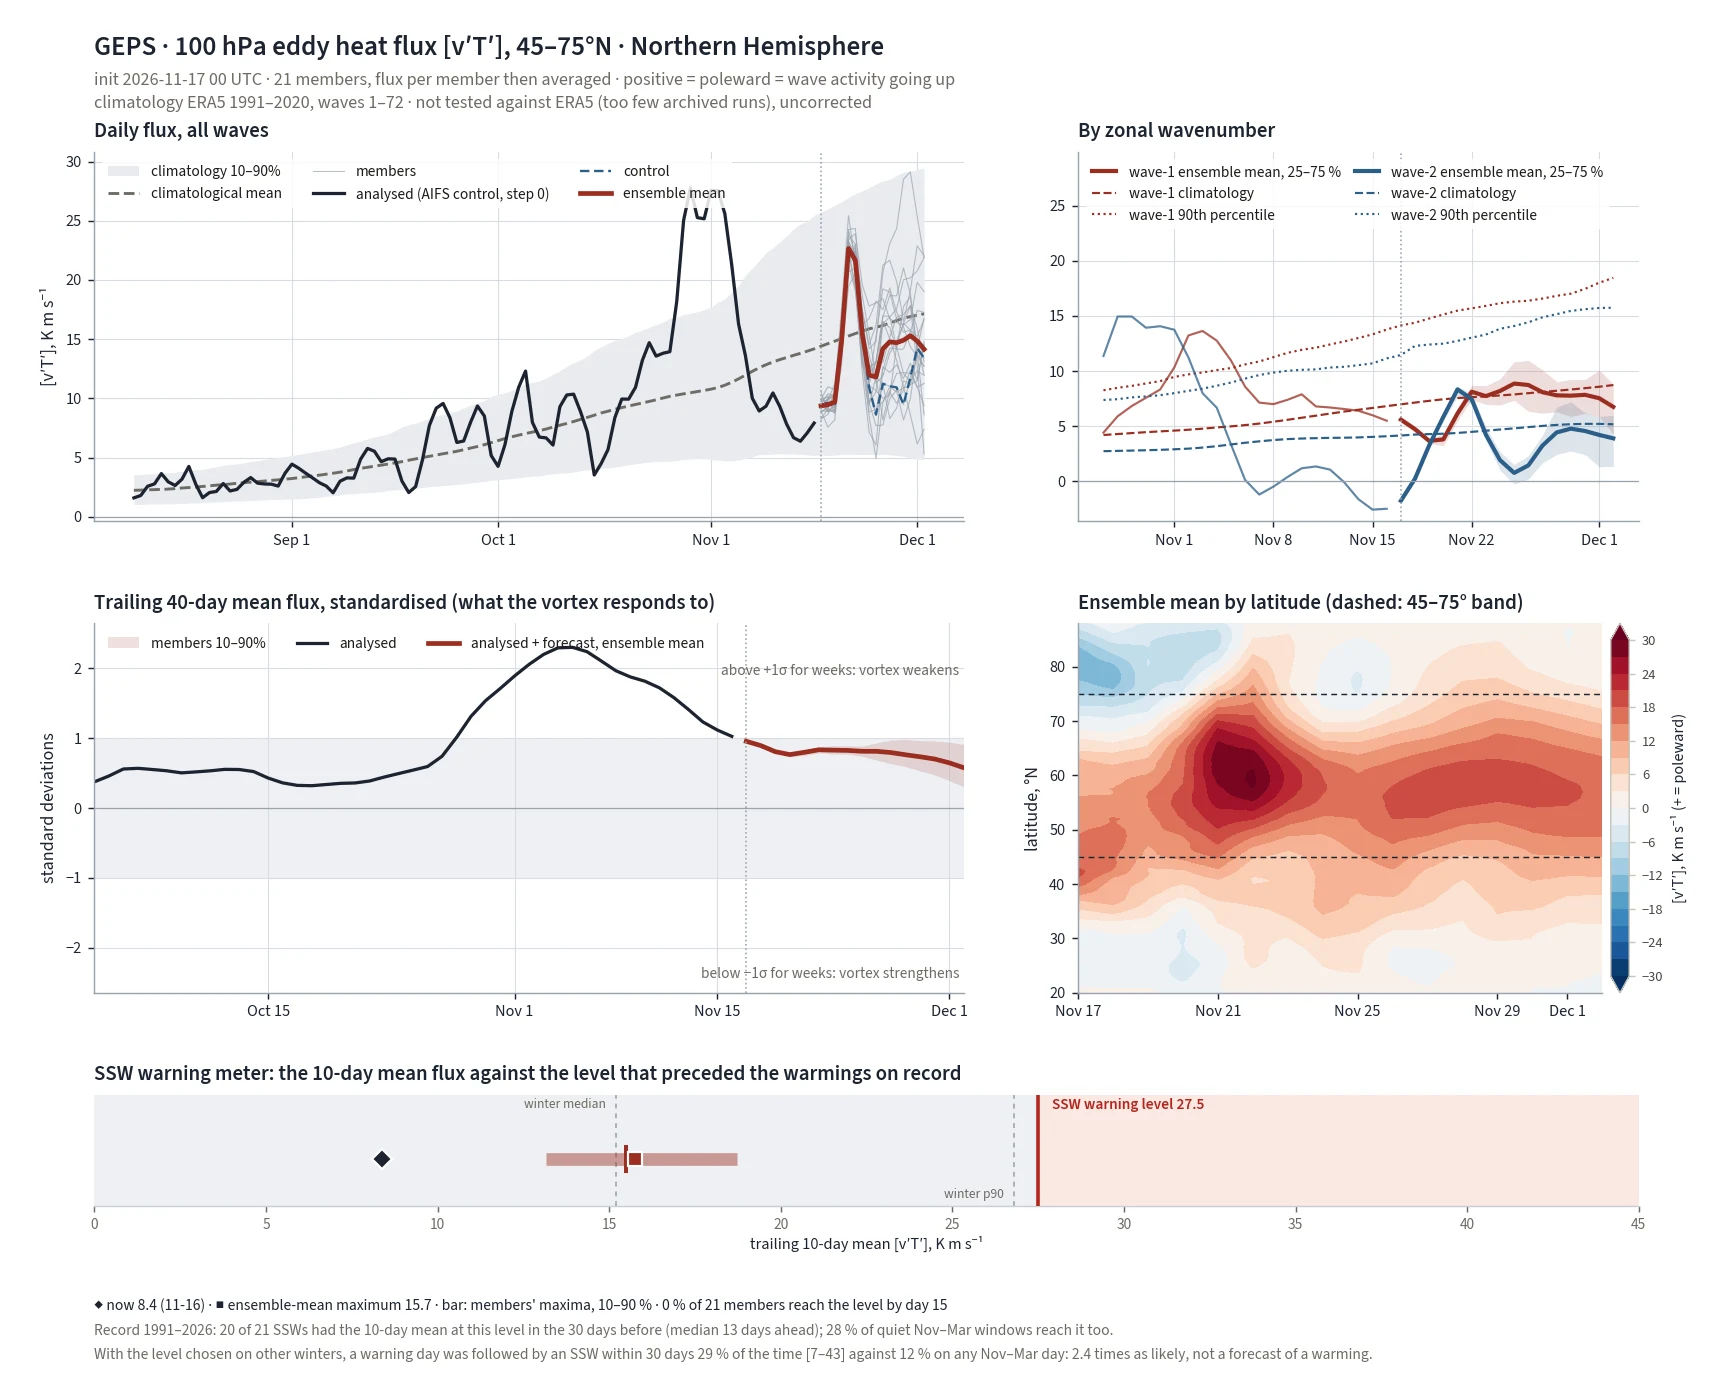 GEPS · 100 hPa eddy heat flux [v′T′], 45–75°N · Northern Hemisphere
init 2026-11-17 00 UTC · 21 members, flux per member then averaged · positive = poleward = wave activity going up
climatology ERA5 1991–2020, waves 1–72 · not tested against ERA5 (too few archived runs), uncorrected
Daily flux, all waves
climatology 10–90%
members
control
climatological mean
analysed (AIFS control, step 0)
ensemble mean
[v′T′], K m s⁻¹
30
25
20
15
10
5
0
Sep 1
Oct 1
Nov 1
Dec 1
By zonal wavenumber
wave-1 ensemble mean, 25–75 %
wave-2 ensemble mean, 25–75 %
wave-1 climatology
wave-2 climatology
wave-1 90th percentile
wave-2 90th percentile
25
20
15
10
5
0
Nov 1
Nov 8
Nov 15
Nov 22
Dec 1
Trailing 40-day mean flux, standardised (what the vortex responds to)
members 10–90%
analysed
analysed + forecast, ensemble mean
above +1σ for weeks: vortex weakens
below −1σ for weeks: vortex strengthens
standard deviations
2
1
0
−1
−2
Oct 15
Nov 1
Nov 15
Dec 1
Ensemble mean by latitude (dashed: 45–75° band)
latitude, °N
80
70
60
50
40
30
20
Nov 17
Nov 21
Nov 25
Nov 29
Dec 1
30
24
18
12
6
0
−6
−12
−18
−24
−30
[v′T′], K m s⁻¹ (+ = poleward)
SSW warning meter: the 10-day mean flux against the level that preceded the warmings on record
winter median
SSW warning level 27.5
winter p90
0
5
10
15
20
25
30
35
40
45
trailing 10-day mean [v′T′], K m s⁻¹
◆ now 8.4 (11-16) · ■ ensemble-mean maximum 15.7 · bar: members' maxima, 10–90 % · 0 % of 21 members reach the level by day 15
Record 1991–2026: 20 of 21 SSWs had the 10-day mean at this level in the 30 days before (median 13 days ahead); 28 % of quiet Nov–Mar windows reach it too.
With the level chosen on other winters, a warning day was followed by an SSW within 30 days 29 % of the time [7–43] against 12 % on any Nov–Mar day: 2.4 times as likely, not a forecast of a warming.